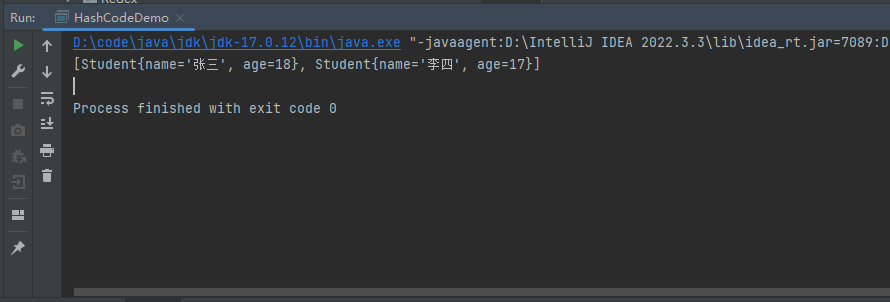 Run: HashCodeDemo ×
D:\code\java\jdk\jdk-17.0.12\bin\java.exe "-javaagent:D:\IntelliJ IDEA 2022.3.3\lib\idea_rt.jar=7089:D
[Student{name='张三', age=18}, Student{name='李四', age=17}]
Process finished with exit code 0